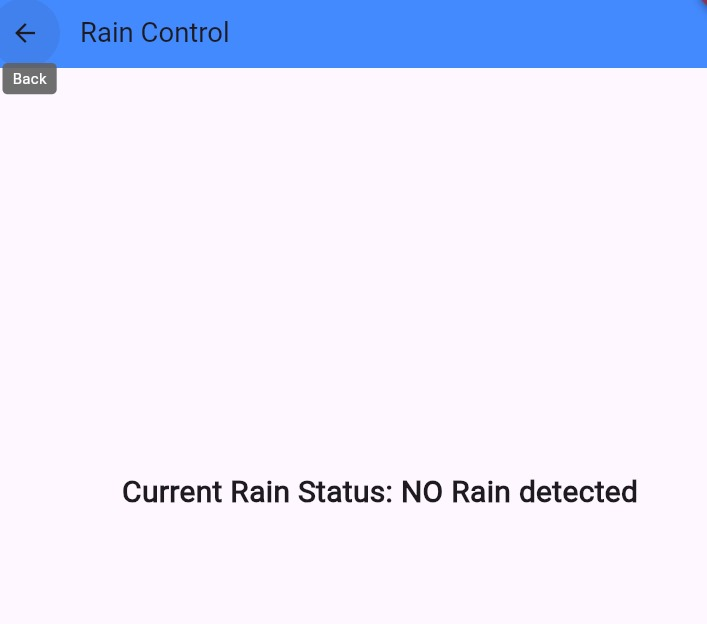 Rain Control
Back
Current Rain Status: NO Rain detected